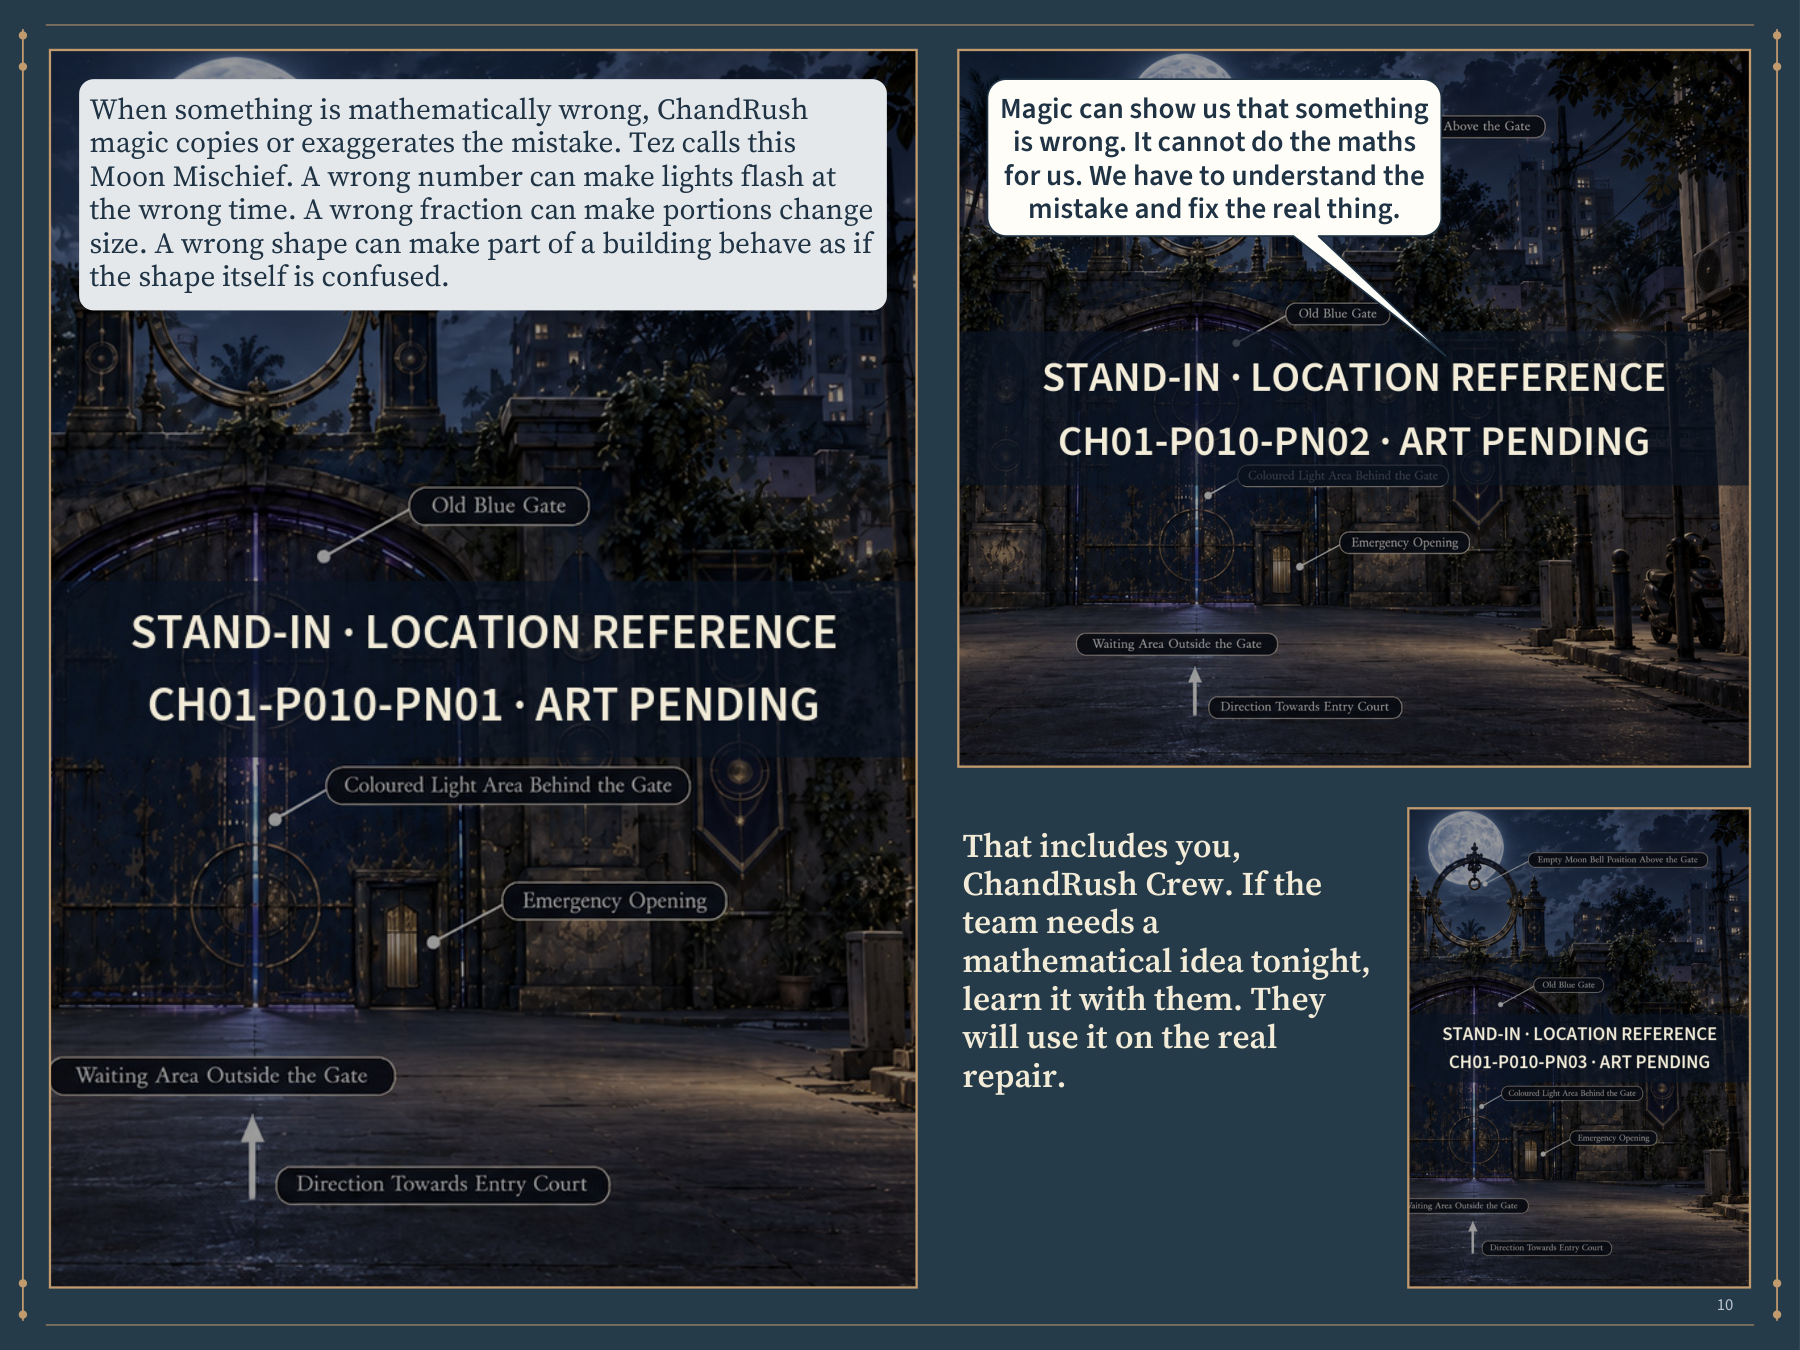 When something is mathematically wrong, ChandRush
magic copies or exaggerates the mistake. Tez calls this
Moon Mischief. A wrong number can make lights flash at
the wrong time. A wrong fraction can make portions change
size. A wrong shape can make part of a building behave as if
the shape itself is confused.
Old Blue Gate
STAND-IN · LOCATION REFERENCE
CH01-P010-PN01 · ART PENDING
Coloured Light Area Behind the Gate
Emergency Opening
Waiting Area Outside the Gate
Direction Towards Entry Court
Magic can show us that something
is wrong. It cannot do the maths
for us. We have to understand the
mistake and fix the real thing.
Above the Gate
Old Blue Gate
STAND-IN · LOCATION REFERENCE
CH01-P010-PN02 · ART PENDING
Coloured Light Area Behind the Gate
Emergency Opening
Waiting Area Outside the Gate
Direction Towards Entry Court
That includes you,
ChandRush Crew. If the
team needs a
mathematical idea tonight,
learn it with them. They
will use it on the real
repair.
Empty Moon Bell Position Above the Gate
Old Blue Gate
STAND-IN · LOCATION REFERENCE
CH01-P010-PN03 · ART PENDING
Coloured Light Area Behind the Gate
Emergency Opening
Waiting Area Outside the Gate
Direction Towards Entry Court
10